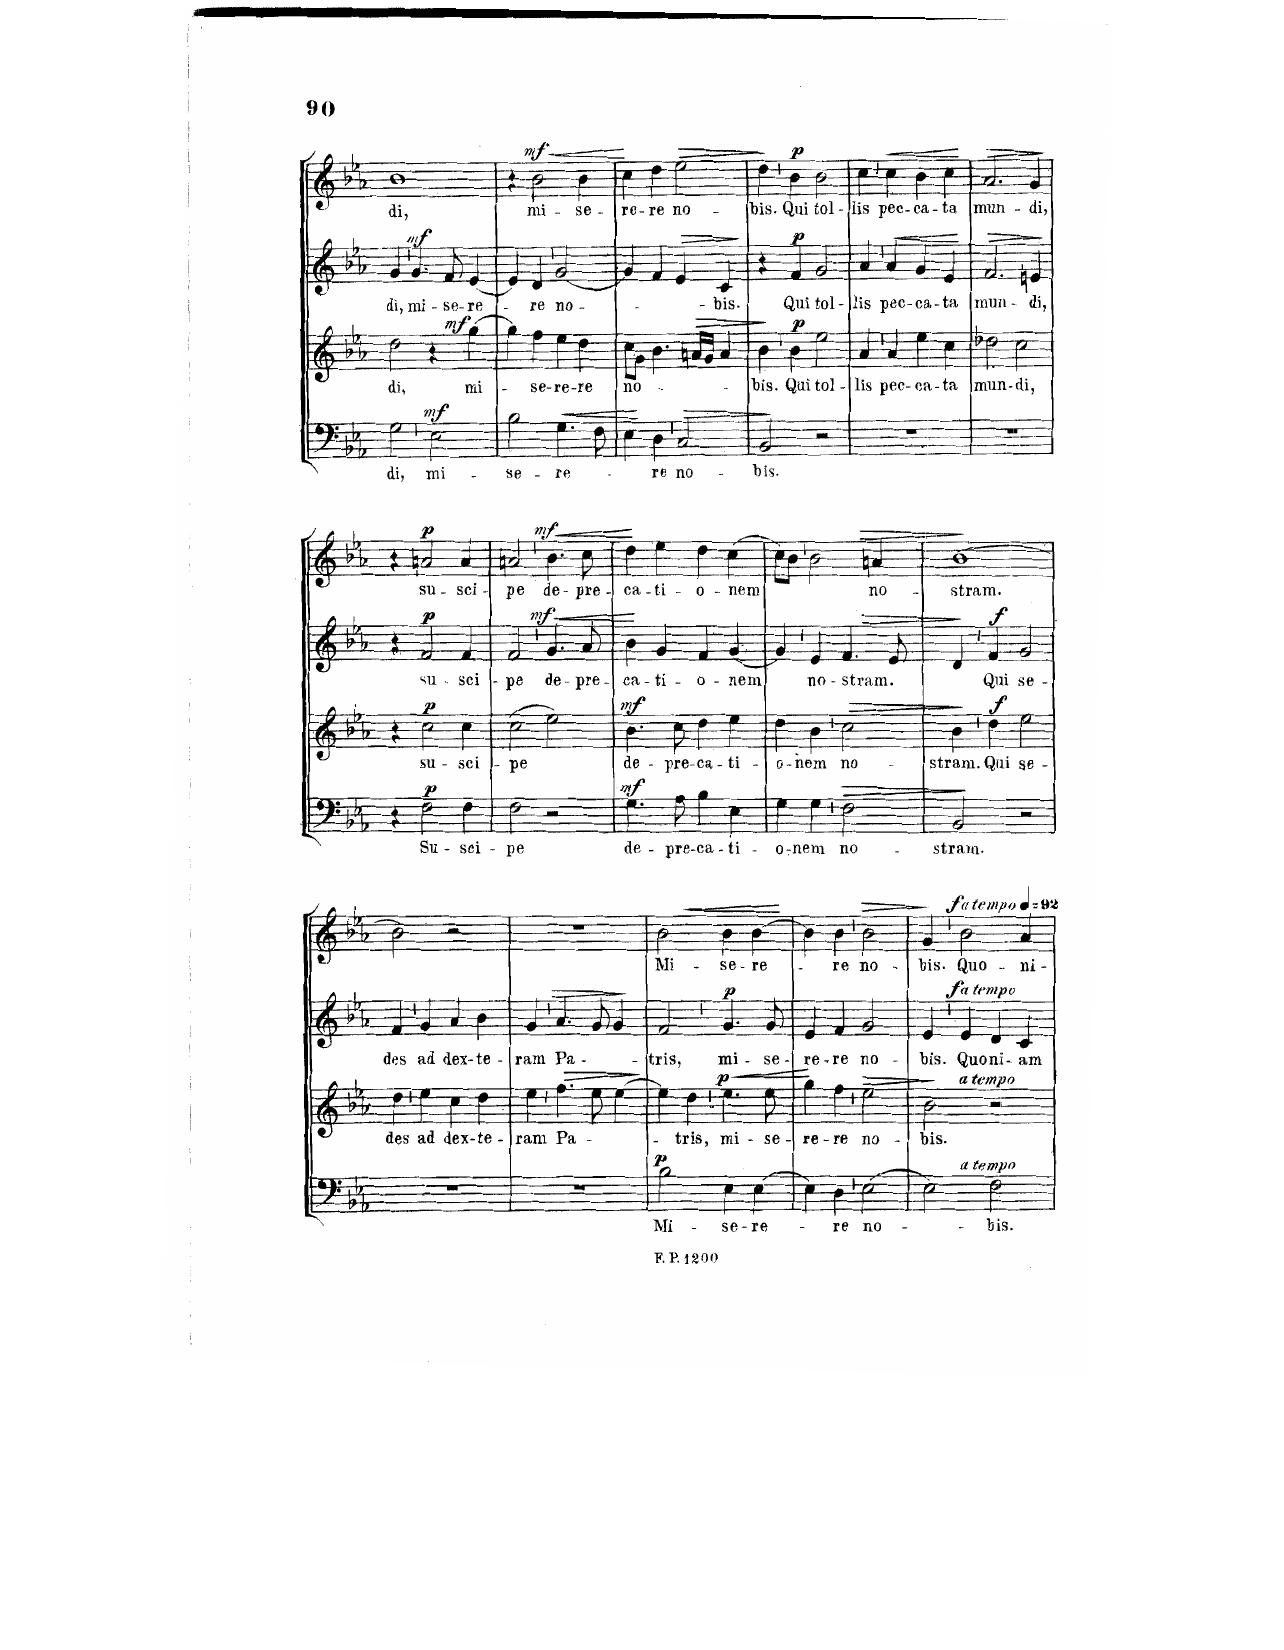 90
mf p
di, mi - se - re - re no - bis. Qui tol - lis pec - ca - ta mun - di,
mf p
di, mi - se - re - re no - bis. Qui tol - lis pec - ca - ta mun - di,
mf p
di, mi - se - re - re no - bis. Qui tol - lis pec - ca - ta mun - di,
mf
di, mi - se - re - re no - bis.
p mf
su - sci - pe de - pre - ca - ti - o - nem no - stram.
p mf f
su - sci - pe de - pre - ca - ti - o - nem no - stram. Qui se -
p mf f
su - sci - pe de - pre - ca - ti - o - nem no - stram. Qui se -
p mf
Su - sci - pe de - pre - ca - ti - o - nem no - stram.
f a tempo ♩ = 92
Mi - se - re - re no - bis. Quo - ni -
p f a tempo
des ad dex - te - ram Pa - tris, mi - se - re - re no - bis. Quoni - am
p a tempo
des ad dex - te - ram Pa - tris, mi - se - re - re no - bis.
p a tempo
Mi - se - re - re no - bis.
F. P. 1200